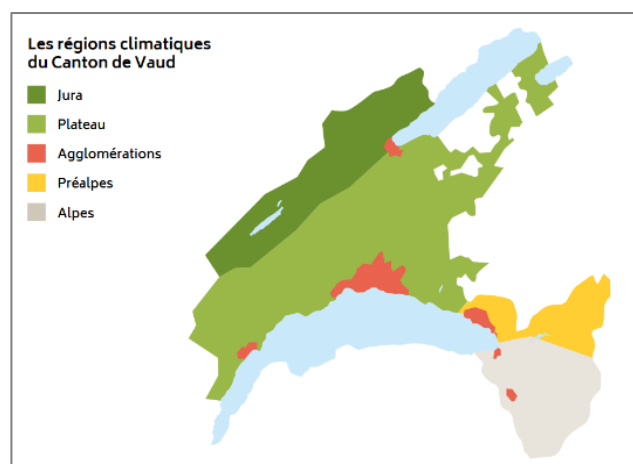 Les régions climatiques
du Canton de Vaud
Jura
Plateau
Agglomérations
Préalpes
Alpes